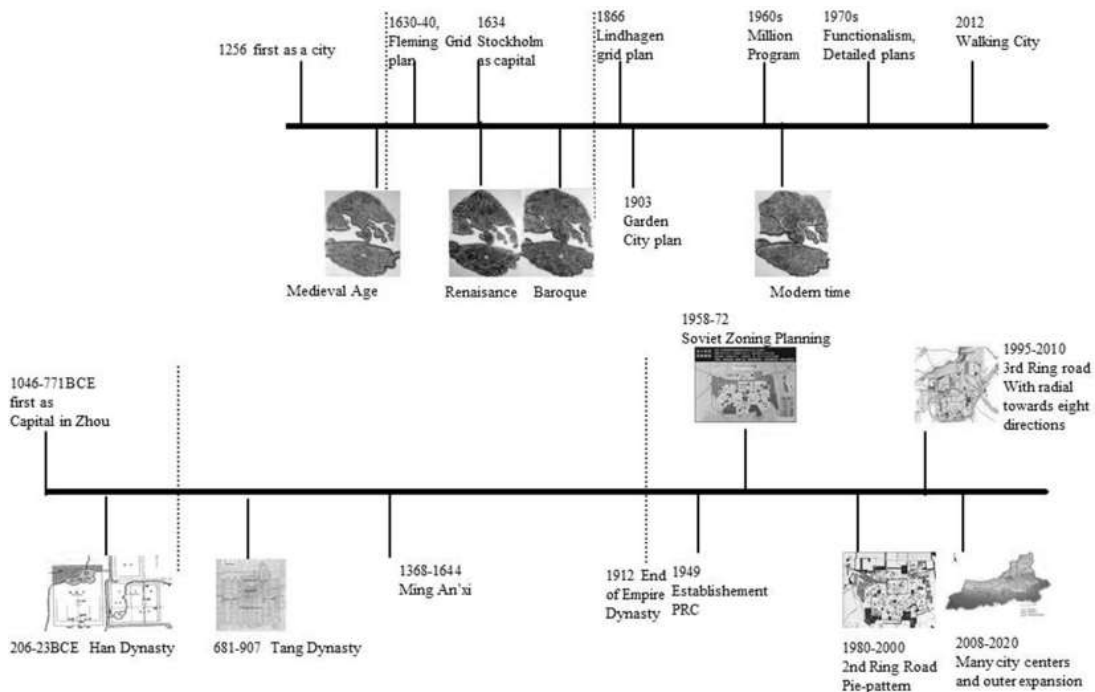 1256 first as a city
1630-40,
Fleming Grid
plan
1634
Stockholm
as capital
1866
Lindhagen
grid plan
1960s
Million
Program
1970s
Functionalism,
Detailed plans
2012
Walking City
1903
Garden
City plan
Medieval Age
Renaisance
Baroque
Modern time
1958-72
Soviet Zoning Planning
1046-771BCE
first as
Capital in Zhou
1995-2010
3rd Ring road
With radial
towards eight
directions
206-23BCE Han Dynasty
681-907 Tang Dynasty
1368-1644
Ming An'xi
1912 End
of Empire
Dynasty
1949
Establishement
PRC
1980-2000
2nd Ring Road
Pie-pattern
2008-2020
Many city centers
and outer expansion